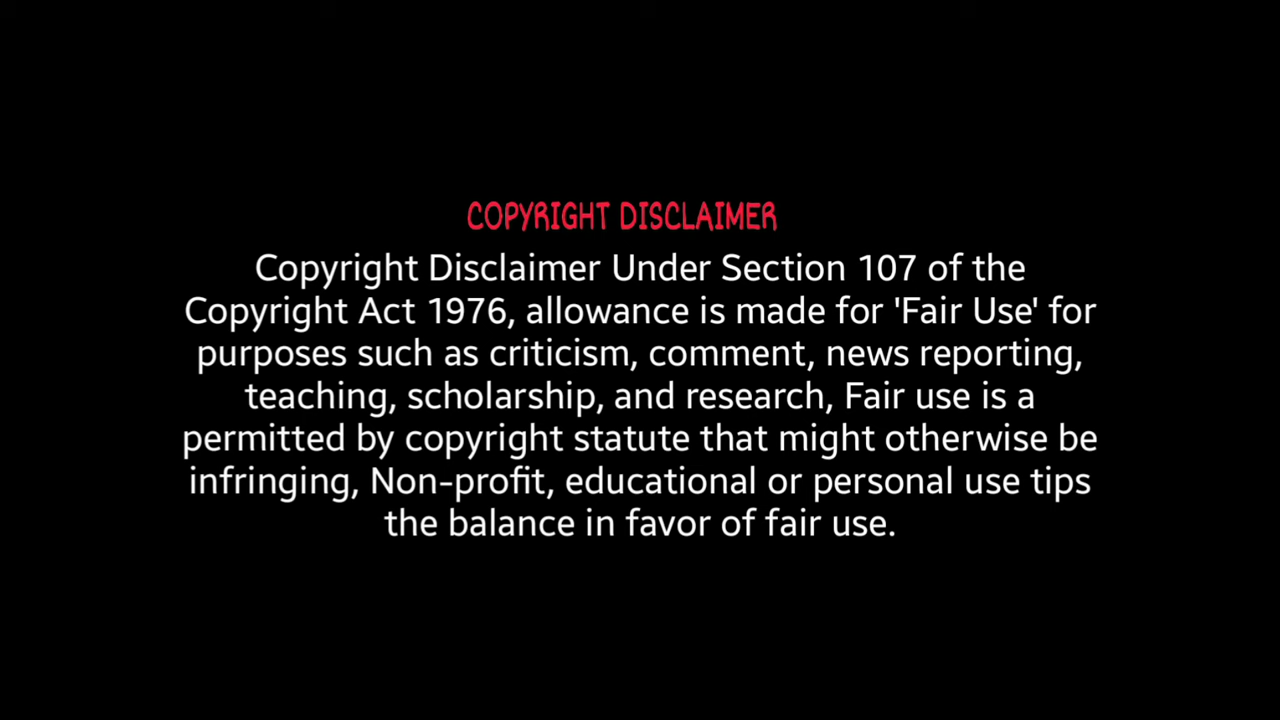 COPYRIGHT DISCLAIMER
Copyright Disclaimer Under Section 107 of the
Copyright Act 1976, allowance is made for 'Fair Use' for
purposes such as criticism, comment, news reporting,
teaching, scholarship, and research, Fair use is a
permitted by copyright statute that might otherwise be
infringing, Non-profit, educational or personal use tips
the balance in favor of fair use.